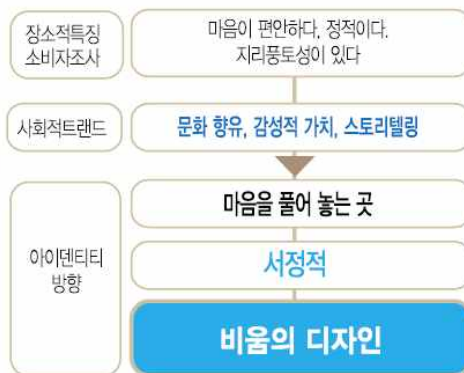 장소적특징
소비자조사
마음이 편안하다, 정적이다.
지리풍토성이 있다
사회적트랜드
문화 향유, 감성적 가치, 스토리텔링
아이덴티티
방향
마음을 풀어 놓는 곳
서정적
비움의 디자인